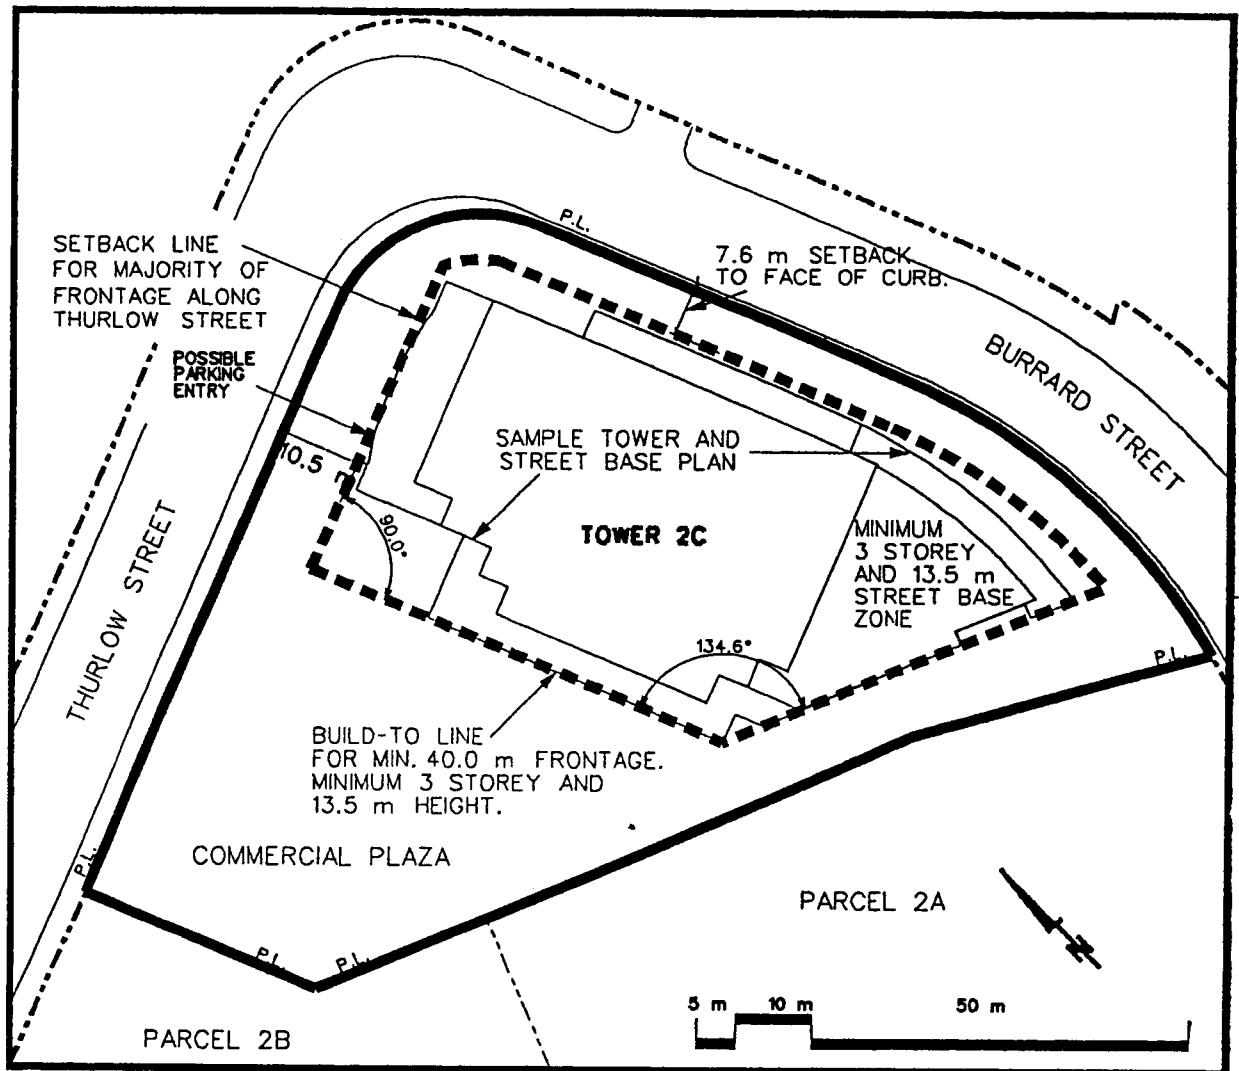 P.L.
SETBACK LINE
FOR MAJORITY OF
FRONTAGE ALONG
THURLOW STREET
7.6 m SETBACK
TO FACE OF CURB.
POSSIBLE
PARKING
ENTRY
BURRARD STREET
SAMPLE TOWER AND
STREET BASE PLAN
10.5
90.0°
TOWER 2C
MINIMUM
3 STOREY
AND 13.5 m
STREET BASE
ZONE
THURLOW STREET
134.6°
P.L.
BUILD-TO LINE
FOR MIN. 40.0 m FRONTAGE.
MINIMUM 3 STOREY AND
13.5 m HEIGHT.
COMMERCIAL PLAZA
P.L.
PARCEL 2A
N
P.L.
P.L.
5 m 10 m 50 m
PARCEL 2B